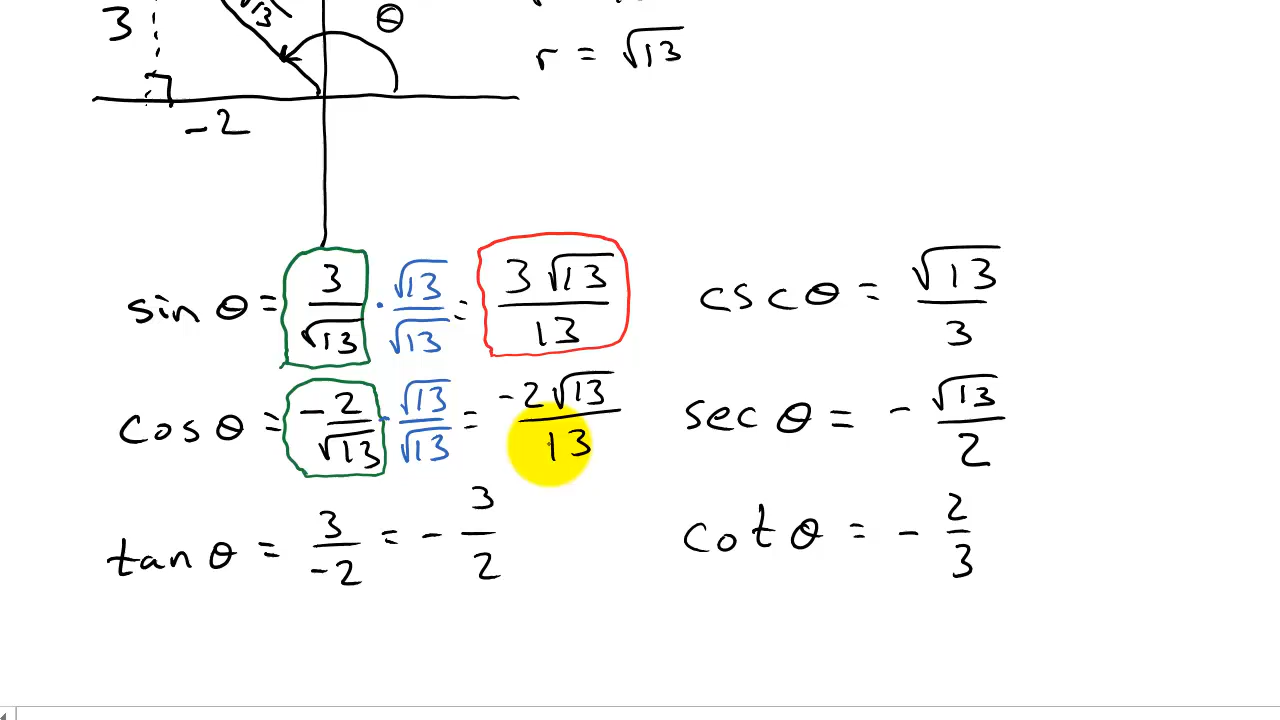 3
√13
θ
r = √13
-2
sin θ = 3/√13 · √13/√13 = 3√13/13
csc θ = √13/3
cos θ = -2/√13 · √13/√13 = -2√13/13
sec θ = - √13/2
tan θ = 3/-2 = - 3/2
cot θ = - 2/3